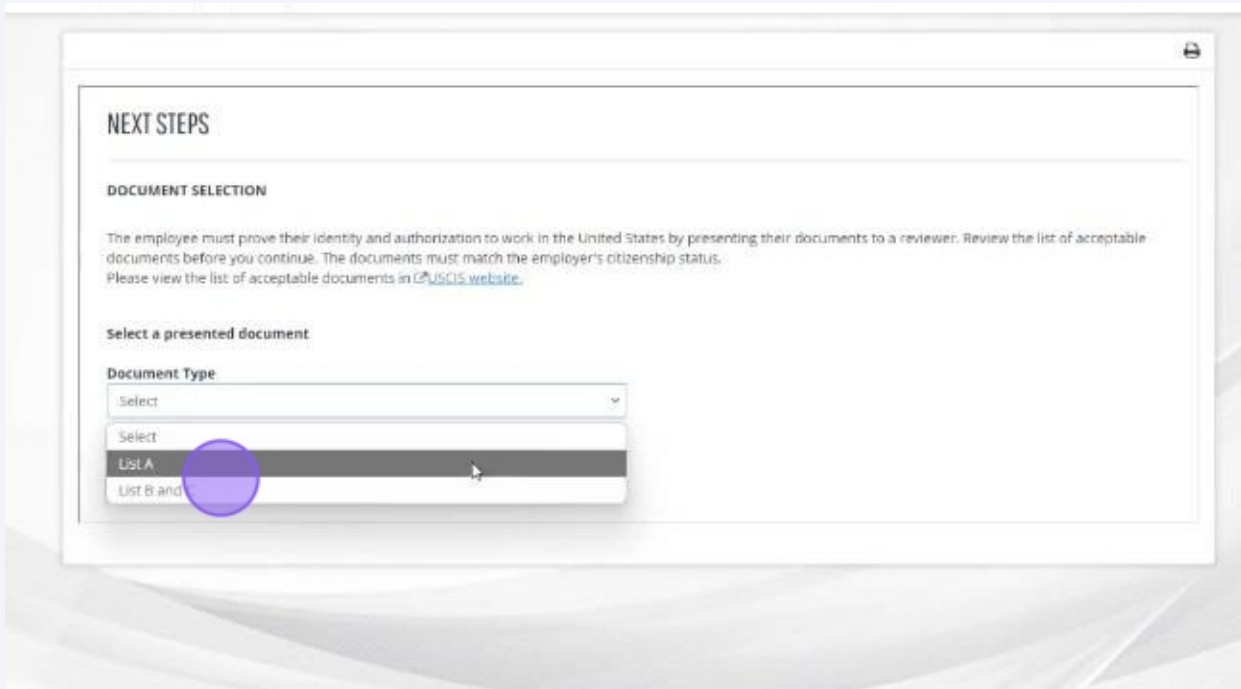 NEXT STEPS
DOCUMENT SELECTION
The employee must prove their identity and authorization to work in the United States by presenting their documents to a reviewer. Review the list of acceptable
documents before you continue. The documents must match the employer's citizenship status.
Please view the list of acceptable documents in USCIS website.
Select a presented document
Document Type
Select
Select
List A
List B and C